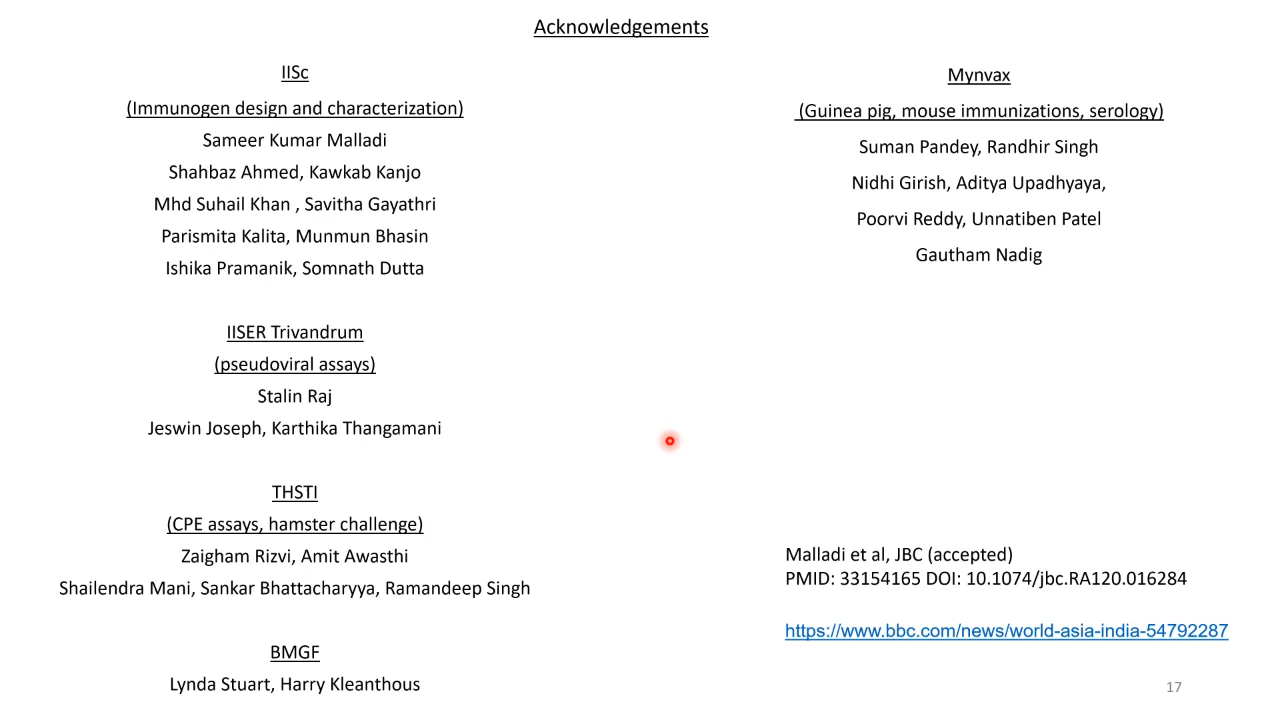 Acknowledgements
IISc
(Immunogen design and characterization)
Sameer Kumar Malladi
Shahbaz Ahmed, Kawkab Kanjo
Mhd Suhail Khan , Savitha Gayathri
Parismita Kalita, Munmun Bhasin
Ishika Pramanik, Somnath Dutta
IISER Trivandrum
(pseudoviral assays)
Stalin Raj
Jeswin Joseph, Karthika Thangamani
THSTI
(CPE assays, hamster challenge)
Zaigham Rizvi, Amit Awasthi
Shailendra Mani, Sankar Bhattacharyya, Ramandeep Singh
BMGF
Lynda Stuart, Harry Kleanthous
Mynvax
(Guinea pig, mouse immunizations, serology)
Suman Pandey, Randhir Singh
Nidhi Girish, Aditya Upadhyaya,
Poorvi Reddy, Unnatiben Patel
Gautham Nadig
Malladi et al, JBC (accepted)
PMID: 33154165 DOI: 10.1074/jbc.RA120.016284
https://www.bbc.com/news/world-asia-india-54792287
17